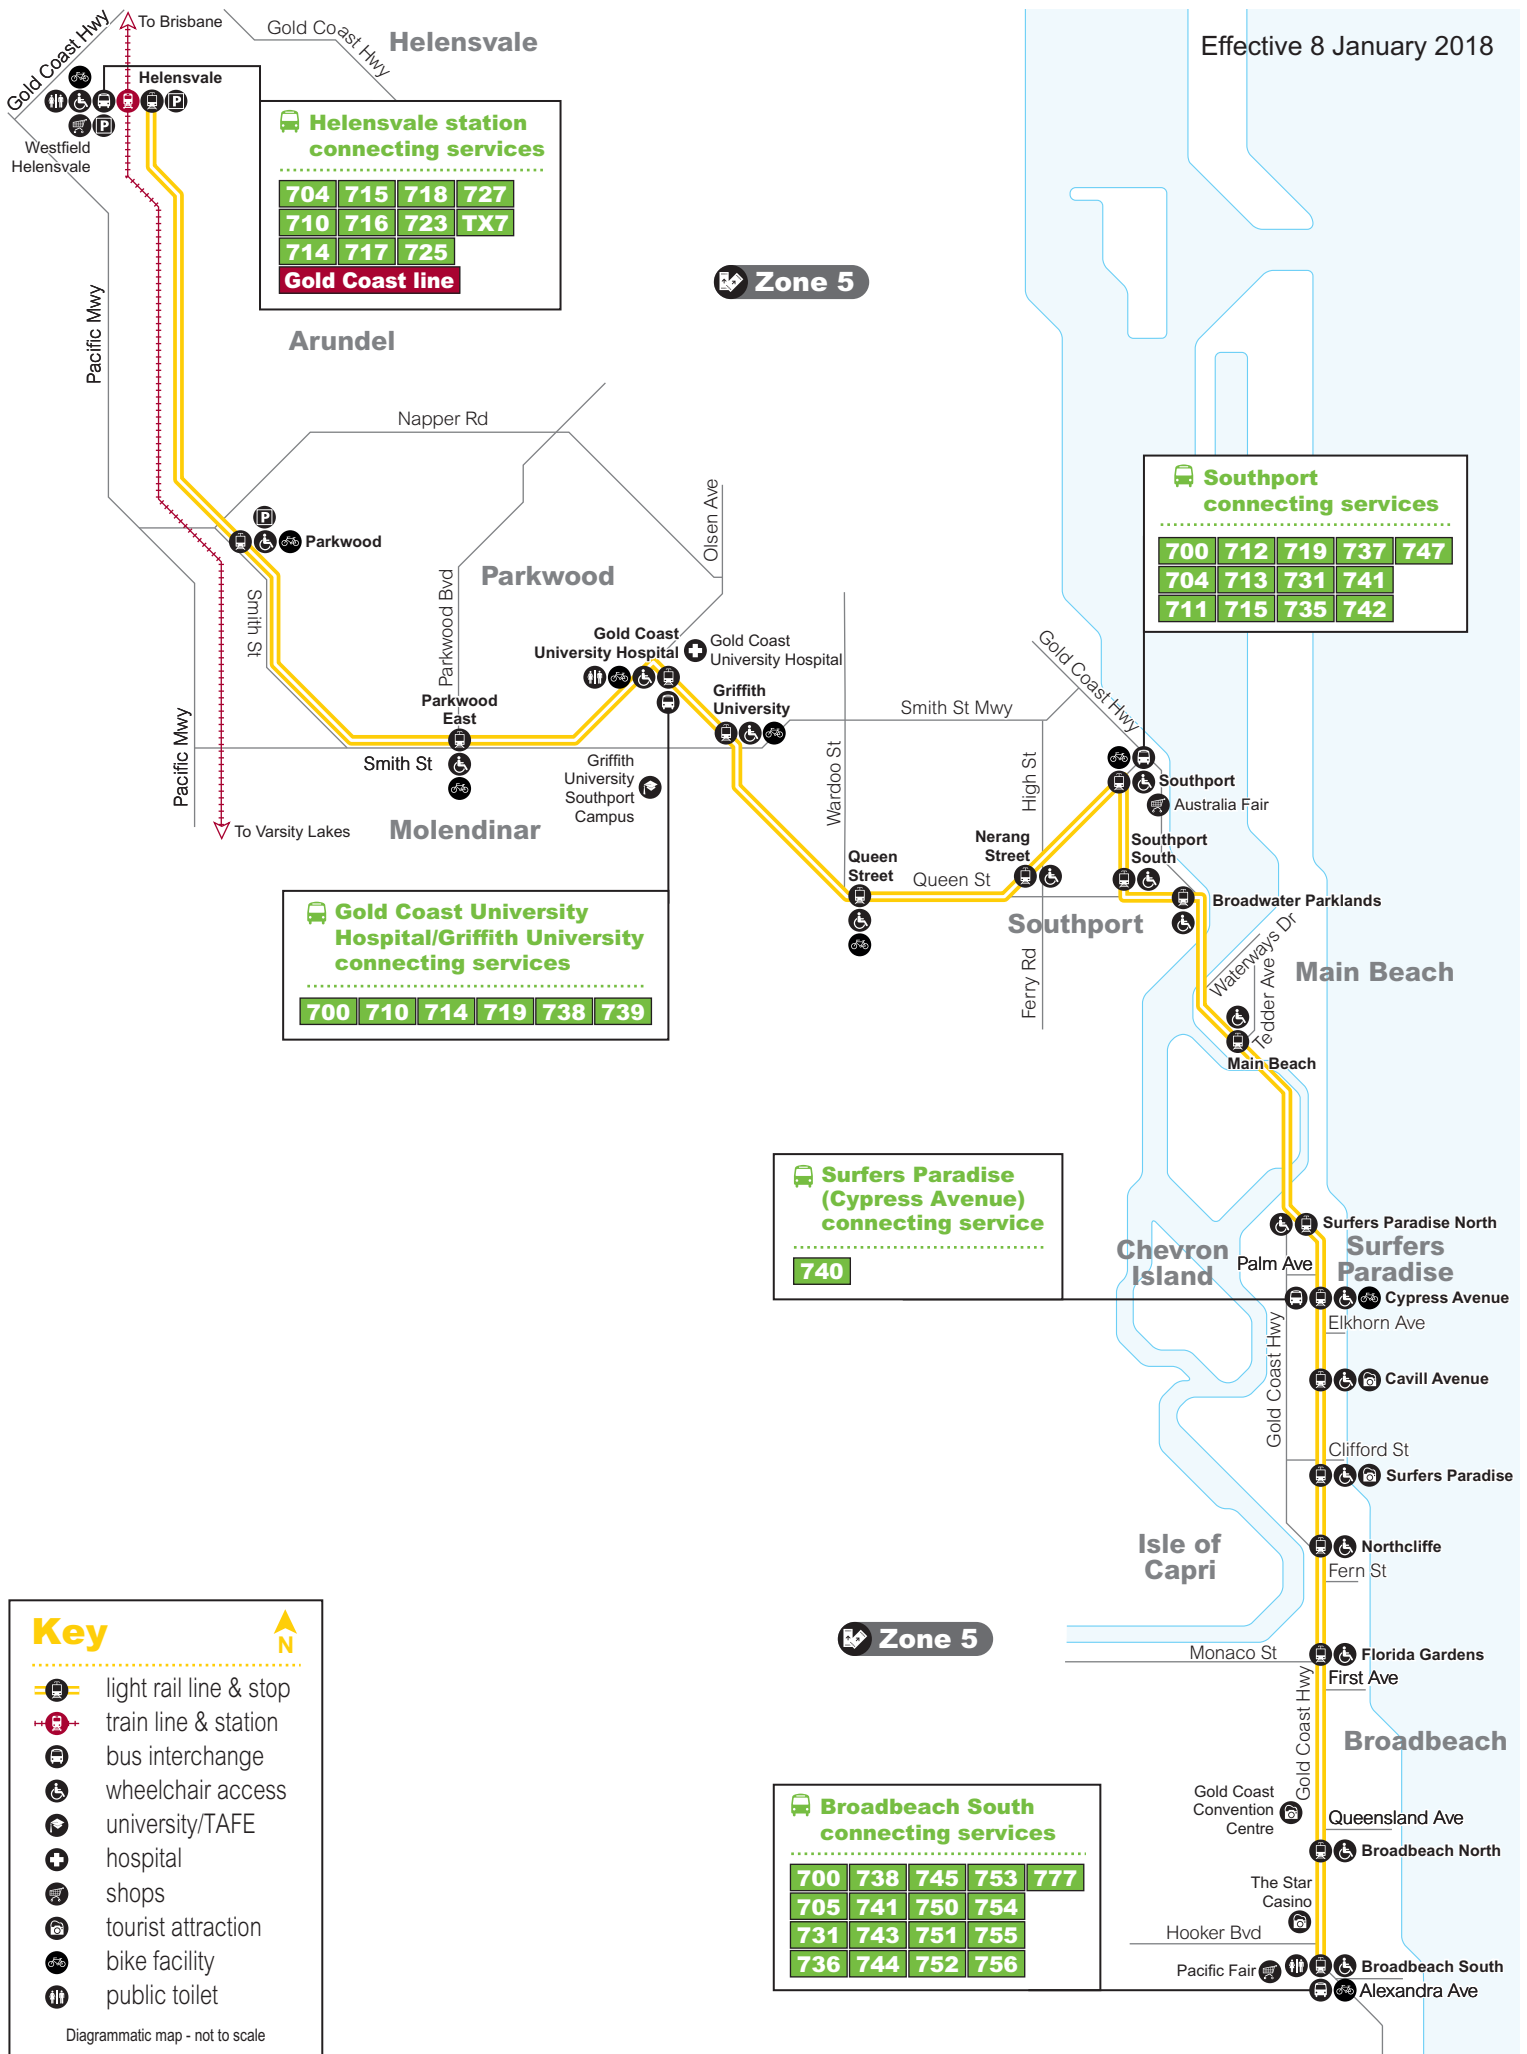 Effective 8 January 2018
Gold Coast Hwy
To Brisbane
Gold Coast Hwy
Helensvale
Helensvale
P
P
Westfield
Helensvale
Helensvale station
connecting services
704 715 718 727
710 716 723 TX7
714 717 725
Gold Coast line
Zone 5
Pacific Mwy
Arundel
Napper Rd
Olsen Ave
P
Parkwood
Parkwood
Smith St
Parkwood Bvd
Southport
connecting services
700 712 719 737 747
704 713 731 741
711 715 735 742
Gold Coast
University Hospital
Gold Coast
University Hospital
Griffith
University
Parkwood
East
Smith St
Pacific Mwy
To Varsity Lakes
Molendinar
Griffith
University
Southport
Campus
Wardoo St
Smith St Mwy
Gold Coast Hwy
High St
Southport
Australia Fair
Nerang
Street
Southport
South
Queen
Street
Queen St
Southport
Broadwater Parklands
Ferry Rd
Waterways Dr
Tedder Ave
Main Beach
Main Beach
Gold Coast University
Hospital/Griffith University
connecting services
700 710 714 719 738 739
Surfers Paradise
(Cypress Avenue)
connecting service
740
Chevron
Island
Surfers Paradise North
Surfers
Paradise
Palm Ave
Cypress Avenue
Elkhorn Ave
Gold Coast Hwy
Cavill Avenue
Clifford St
Surfers Paradise
Isle of
Capri
Northcliffe
Fern St
Zone 5
Monaco St
Florida Gardens
First Ave
Gold Coast Hwy
Broadbeach
Gold Coast
Convention
Centre
Queensland Ave
Broadbeach North
The Star
Casino
Hooker Bvd
Pacific Fair
Broadbeach South
Alexandra Ave
Broadbeach South
connecting services
700 738 745 753 777
705 741 750 754
731 743 751 755
736 744 752 756
Key
N
light rail line & stop
train line & station
bus interchange
wheelchair access
university/TAFE
hospital
shops
tourist attraction
bike facility
public toilet
Diagrammatic map - not to scale